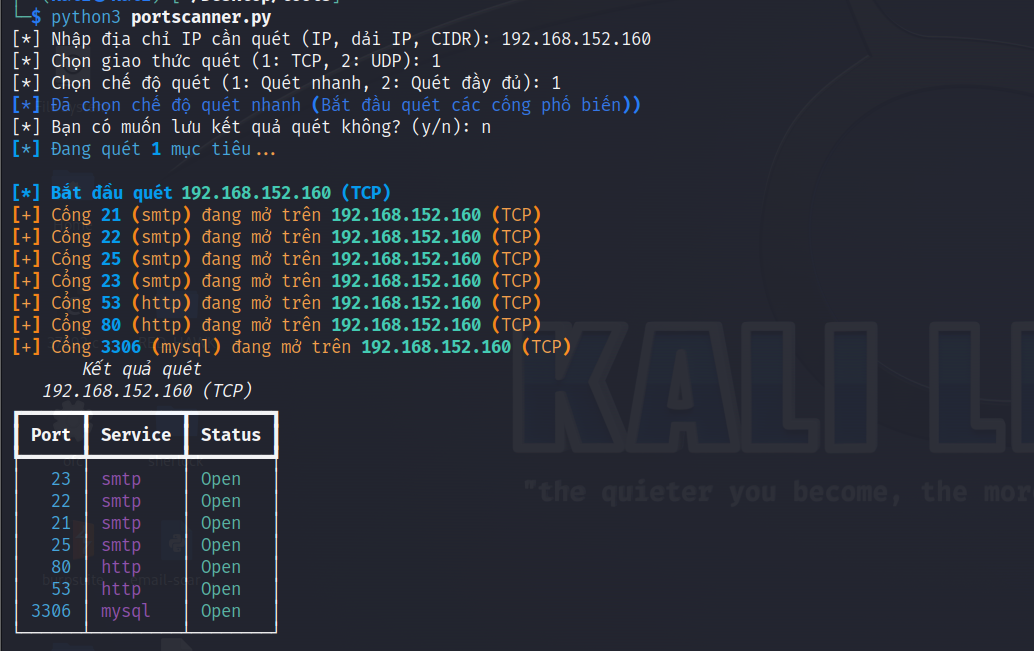 └─$ python3 portscanner.py
[*] Nhập địa chỉ IP cần quét (IP, dải IP, CIDR): 192.168.152.160
[*] Chọn giao thức quét (1: TCP, 2: UDP): 1
[*] Chọn chế độ quét (1: Quét nhanh, 2: Quét đầy đủ): 1
[*] Đã chọn chế độ quét nhanh (Bắt đầu quét các cổng phổ biến))
[*] Bạn có muốn lưu kết quả quét không? (y/n): n
[*] Đang quét 1 mục tiêu...
[*] Bắt đầu quét 192.168.152.160 (TCP)
[+] Cổng 21 (smtp) đang mở trên 192.168.152.160 (TCP)
[+] Cổng 22 (smtp) đang mở trên 192.168.152.160 (TCP)
[+] Cổng 25 (smtp) đang mở trên 192.168.152.160 (TCP)
[+] Cổng 23 (smtp) đang mở trên 192.168.152.160 (TCP)
[+] Cổng 53 (http) đang mở trên 192.168.152.160 (TCP)
[+] Cổng 80 (http) đang mở trên 192.168.152.160 (TCP)
[+] Cổng 3306 (mysql) đang mở trên 192.168.152.160 (TCP)
Kết quả quét
192.168.152.160 (TCP)
Port Service Status
23 smtp Open
22 smtp Open
21 smtp Open
25 smtp Open
80 http Open
53 http Open
3306 mysql Open
KALI LI
"the quieter you become, the mor